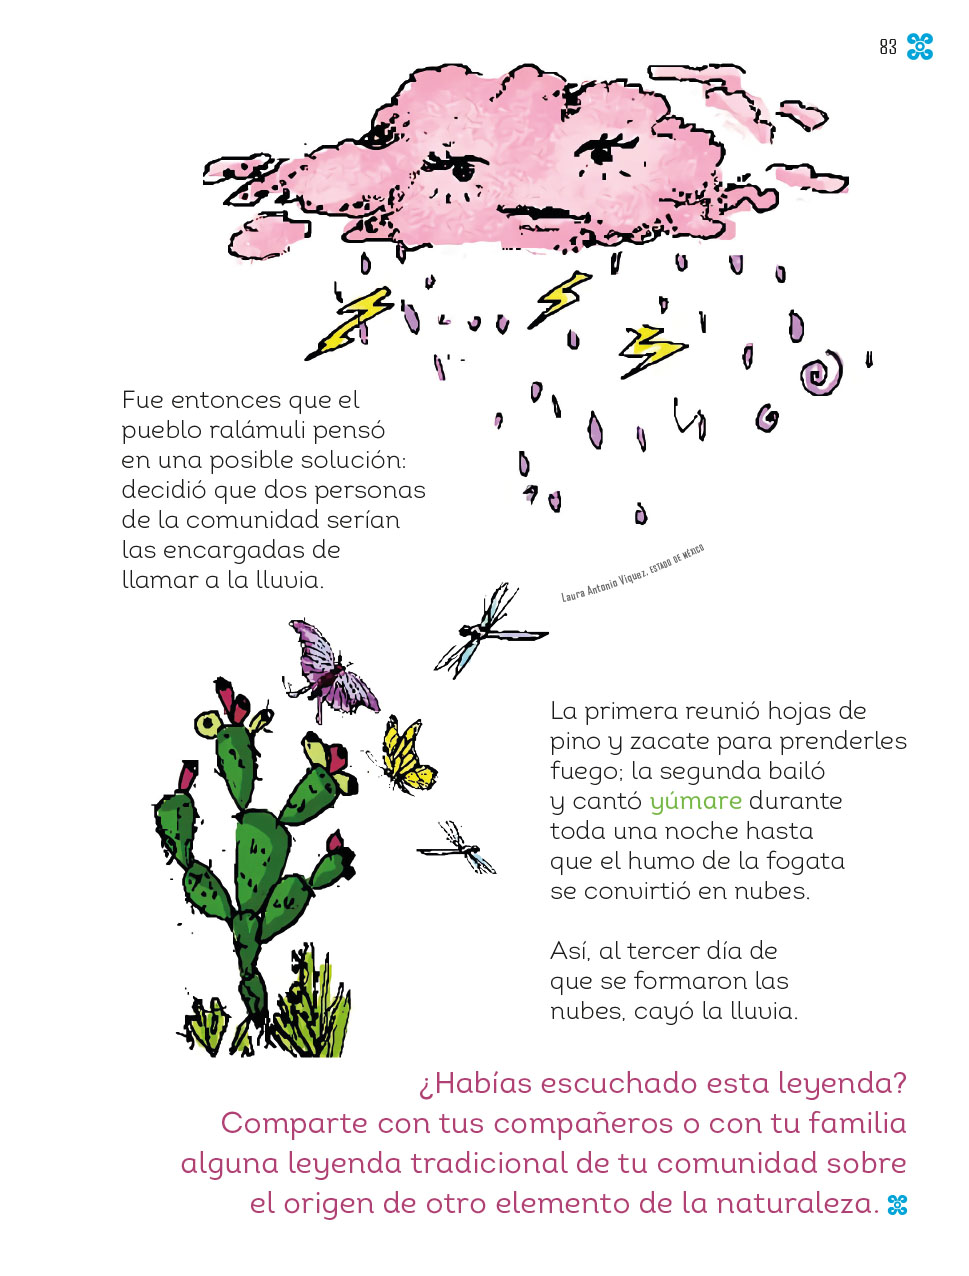 83
Fue entonces que el
pueblo ralámuli pensó
en una posible solución:
decidió que dos personas
de la comunidad serían
las encargadas de
llamar a la lluvia.
Laura Antonio Víquez, ESTADO DE MÉXICO
La primera reunió hojas de
pino y zacate para prenderles
fuego; la segunda bailó
y cantó yúmare durante
toda una noche hasta
que el humo de la fogata
se convirtió en nubes.
Así, al tercer día de
que se formaron las
nubes, cayó la lluvia.
¿Habías escuchado esta leyenda?
Comparte con tus compañeros o con tu familia
alguna leyenda tradicional de tu comunidad sobre
el origen de otro elemento de la naturaleza.